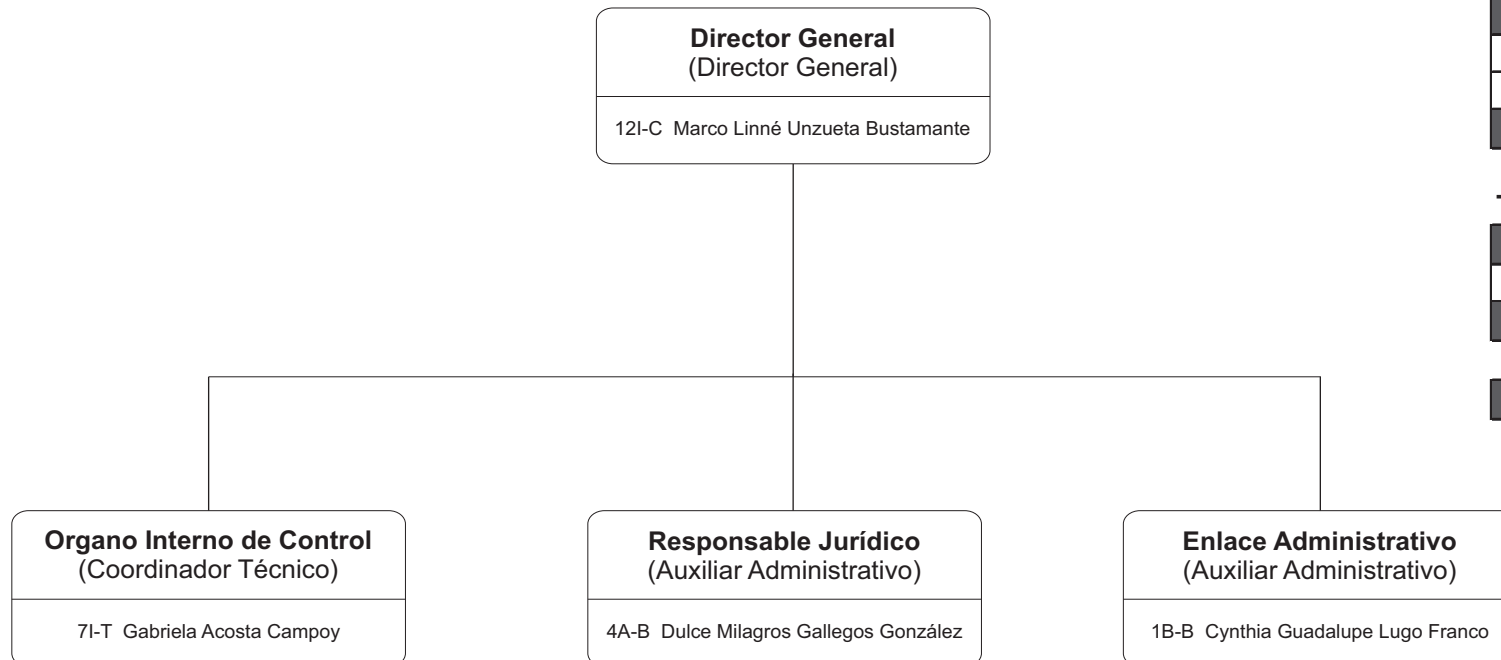 Director General
(Director General)
12I-C Marco Linné Unzueta Bustamante
Organo Interno de Control
(Coordinador Técnico)
7I-T Gabriela Acosta Campoy
Responsable Jurídico
(Auxiliar Administrativo)
4A-B Dulce Milagros Gallegos González
Enlace Administrativo
(Auxiliar Administrativo)
1B-B Cynthia Guadalupe Lugo Franco